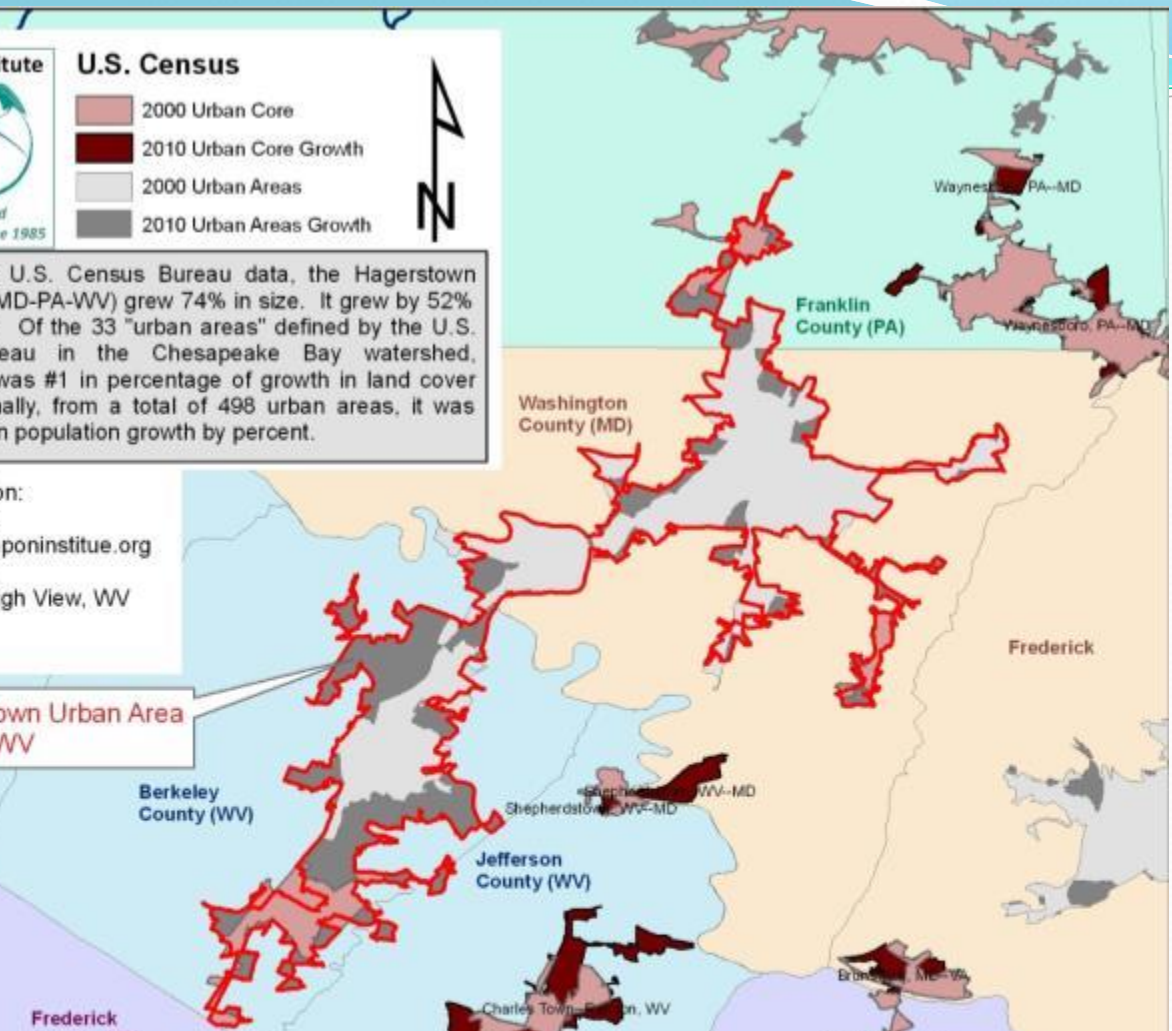 tute
d
e 1985
U.S. Census
2000 Urban Core
2010 Urban Core Growth
2000 Urban Areas
2010 Urban Areas Growth
N
U.S. Census Bureau data, the Hagerstown
MD-PA-WV) grew 74% in size. It grew by 52%
Of the 33 "urban areas" defined by the U.S.
eau in the Chesapeake Bay watershed,
was #1 in percentage of growth in land cover
nally, from a total of 498 urban areas, it was
n population growth by percent.
on:
poninstitue.org
gh View, WV
own Urban Area
WV
PA--MD
Franklin
County (PA)
Waynesboro, PA--MD
Washington
County (MD)
Frederick
Berkeley
County (WV)
WV--MD
WV--MD
Jefferson
County (WV)
Charles Town
on, WV
Frederick